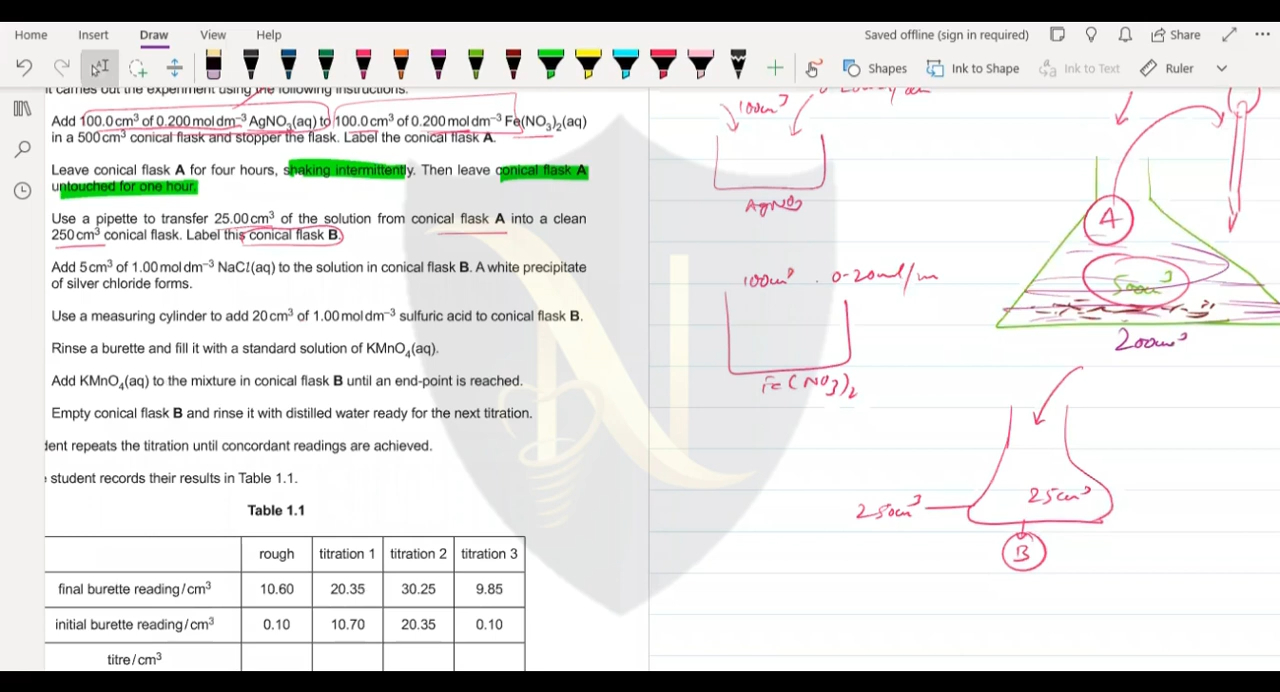 Home Insert Draw View Help Saved offline (sign in required) Share
Shapes Ink to Shape Ink to Text Ruler
it carries out the experiment using the following instructions.
Add 100.0 cm³ of 0.200 mol dm⁻³ AgNO₃(aq) to 100.0 cm³ of 0.200 mol dm⁻³ Fe(NO₃)₂(aq)
in a 500 cm³ conical flask and stopper the flask. Label the conical flask A.
Leave conical flask A for four hours, shaking intermittently. Then leave conical flask A
untouched for one hour.
Use a pipette to transfer 25.00 cm³ of the solution from conical flask A into a clean
250 cm³ conical flask. Label this conical flask B.
Add 5 cm³ of 1.00 mol dm⁻³ NaCl(aq) to the solution in conical flask B. A white precipitate
of silver chloride forms.
Use a measuring cylinder to add 20 cm³ of 1.00 mol dm⁻³ sulfuric acid to conical flask B.
Rinse a burette and fill it with a standard solution of KMnO₄(aq).
Add KMnO₄(aq) to the mixture in conical flask B until an end-point is reached.
Empty conical flask B and rinse it with distilled water ready for the next titration.
dent repeats the titration until concordant readings are achieved.
student records their results in Table 1.1.
Table 1.1
rough titration 1 titration 2 titration 3
final burette reading/cm³ 10.60 20.35 30.25 9.85
initial burette reading/cm³ 0.10 10.70 20.35 0.10
titre/cm³
100cm³
AgNO₃
100cm³ . 0.20mol/m
Fe(NO₃)₂
A
500cm³
200cm³
250cm³
25cm³
B